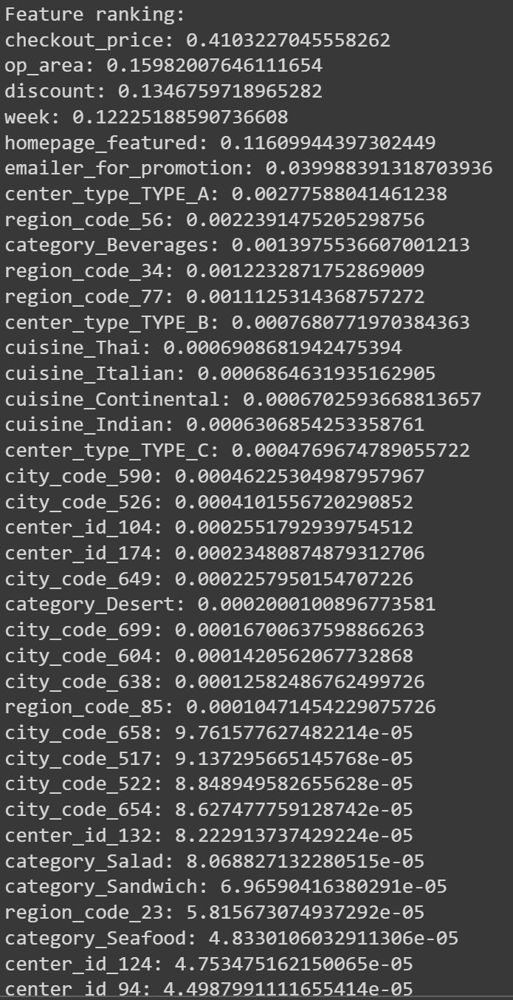 Feature ranking:
checkout_price: 0.4103227045558262
op_area: 0.15982007646111654
discount: 0.1346759718965282
week: 0.12225188590736608
homepage_featured: 0.11609944397302449
emailer_for_promotion: 0.039988391318703936
center_type_TYPE_A: 0.00277588041461238
region_code_56: 0.0022391475205298756
category_Beverages: 0.0013975536607001213
region_code_34: 0.0012232871752869009
region_code_77: 0.0011125314368757272
center_type_TYPE_B: 0.0007680771970384363
cuisine_Thai: 0.0006908681942475394
cuisine_Italian: 0.0006864631935162905
cuisine_Continental: 0.0006702593668813657
cuisine_Indian: 0.0006306854253358761
center_type_TYPE_C: 0.0004769674789055722
city_code_590: 0.00046225304987957967
city_code_526: 0.0004101556720290852
center_id_104: 0.0002551792939754512
center_id_174: 0.00023480874879312706
city_code_649: 0.0002257950154707226
category_Desert: 0.0002000100896773581
city_code_699: 0.00016700637598866263
city_code_604: 0.0001420562067732868
city_code_638: 0.00012582486762499726
region_code_85: 0.00010471454229075726
city_code_658: 9.761577627482214e-05
city_code_517: 9.137295665145768e-05
city_code_522: 8.848949582655628e-05
city_code_654: 8.627477759128742e-05
center_id_132: 8.222913737429224e-05
category_Salad: 8.068827132280515e-05
category_Sandwich: 6.96590416380291e-05
region_code_23: 5.815673074937292e-05
category_Seafood: 4.8330106032911306e-05
center_id_124: 4.753475162150065e-05
center_id_94: 4.4987991111655414e-05